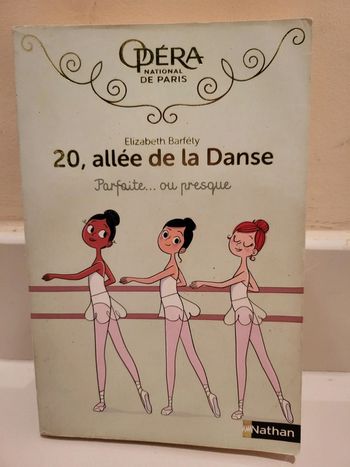 OPÉRA
NATIONAL
DE PARIS
Elizabeth Barféty
20, allée de la Danse
Parfaite... ou presque
Nathan